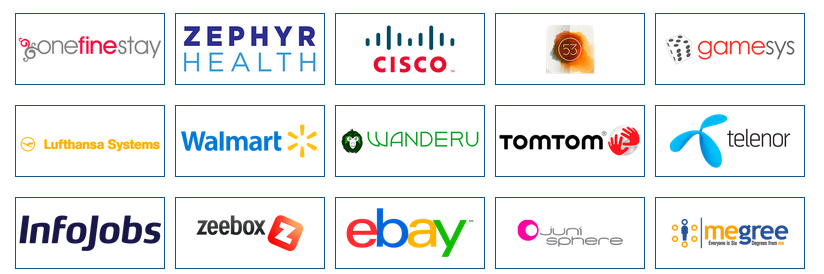 onefinestay
ZEPHYR
HEALTH
CISCO
53
gamesys
Lufthansa Systems
Walmart
WANDERU
TOMTOM®
telenor
InfoJobs
zeebox
ebay™
Juni
sphere
megree
Everyone is Six Degrees from me